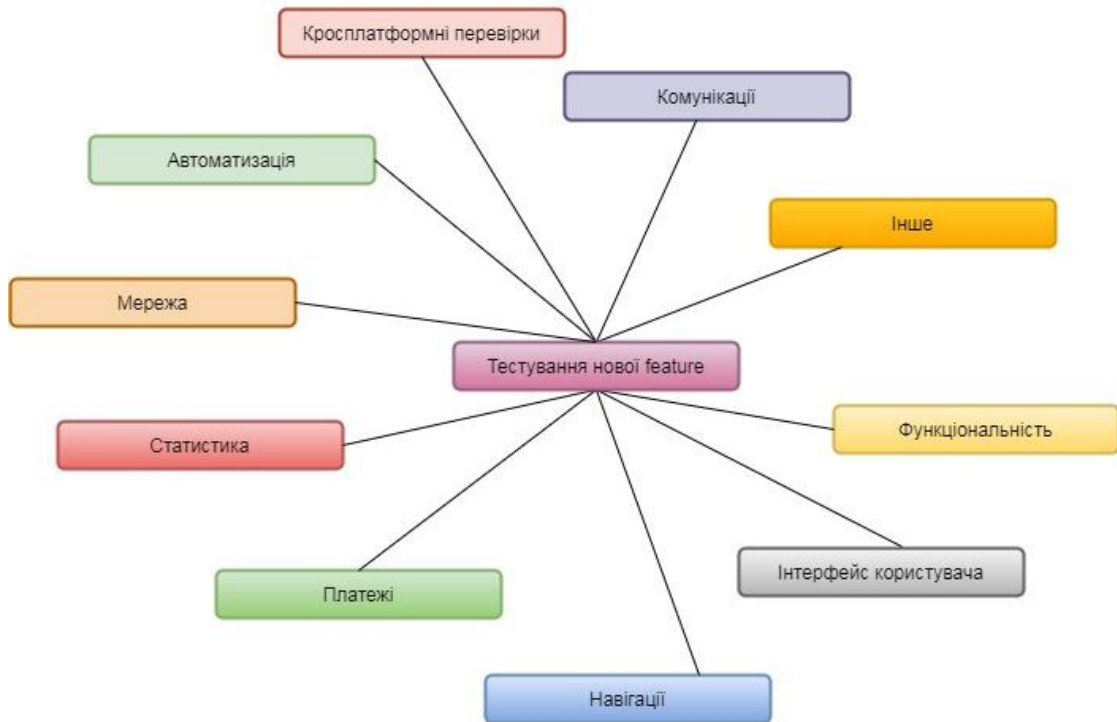 Кросплатформні перевірки
Комунікації
Автоматизація
Інше
Мережа
Тестування нової feature
Функціональність
Статистика
Інтерфейс користувача
Платежі
Навігації